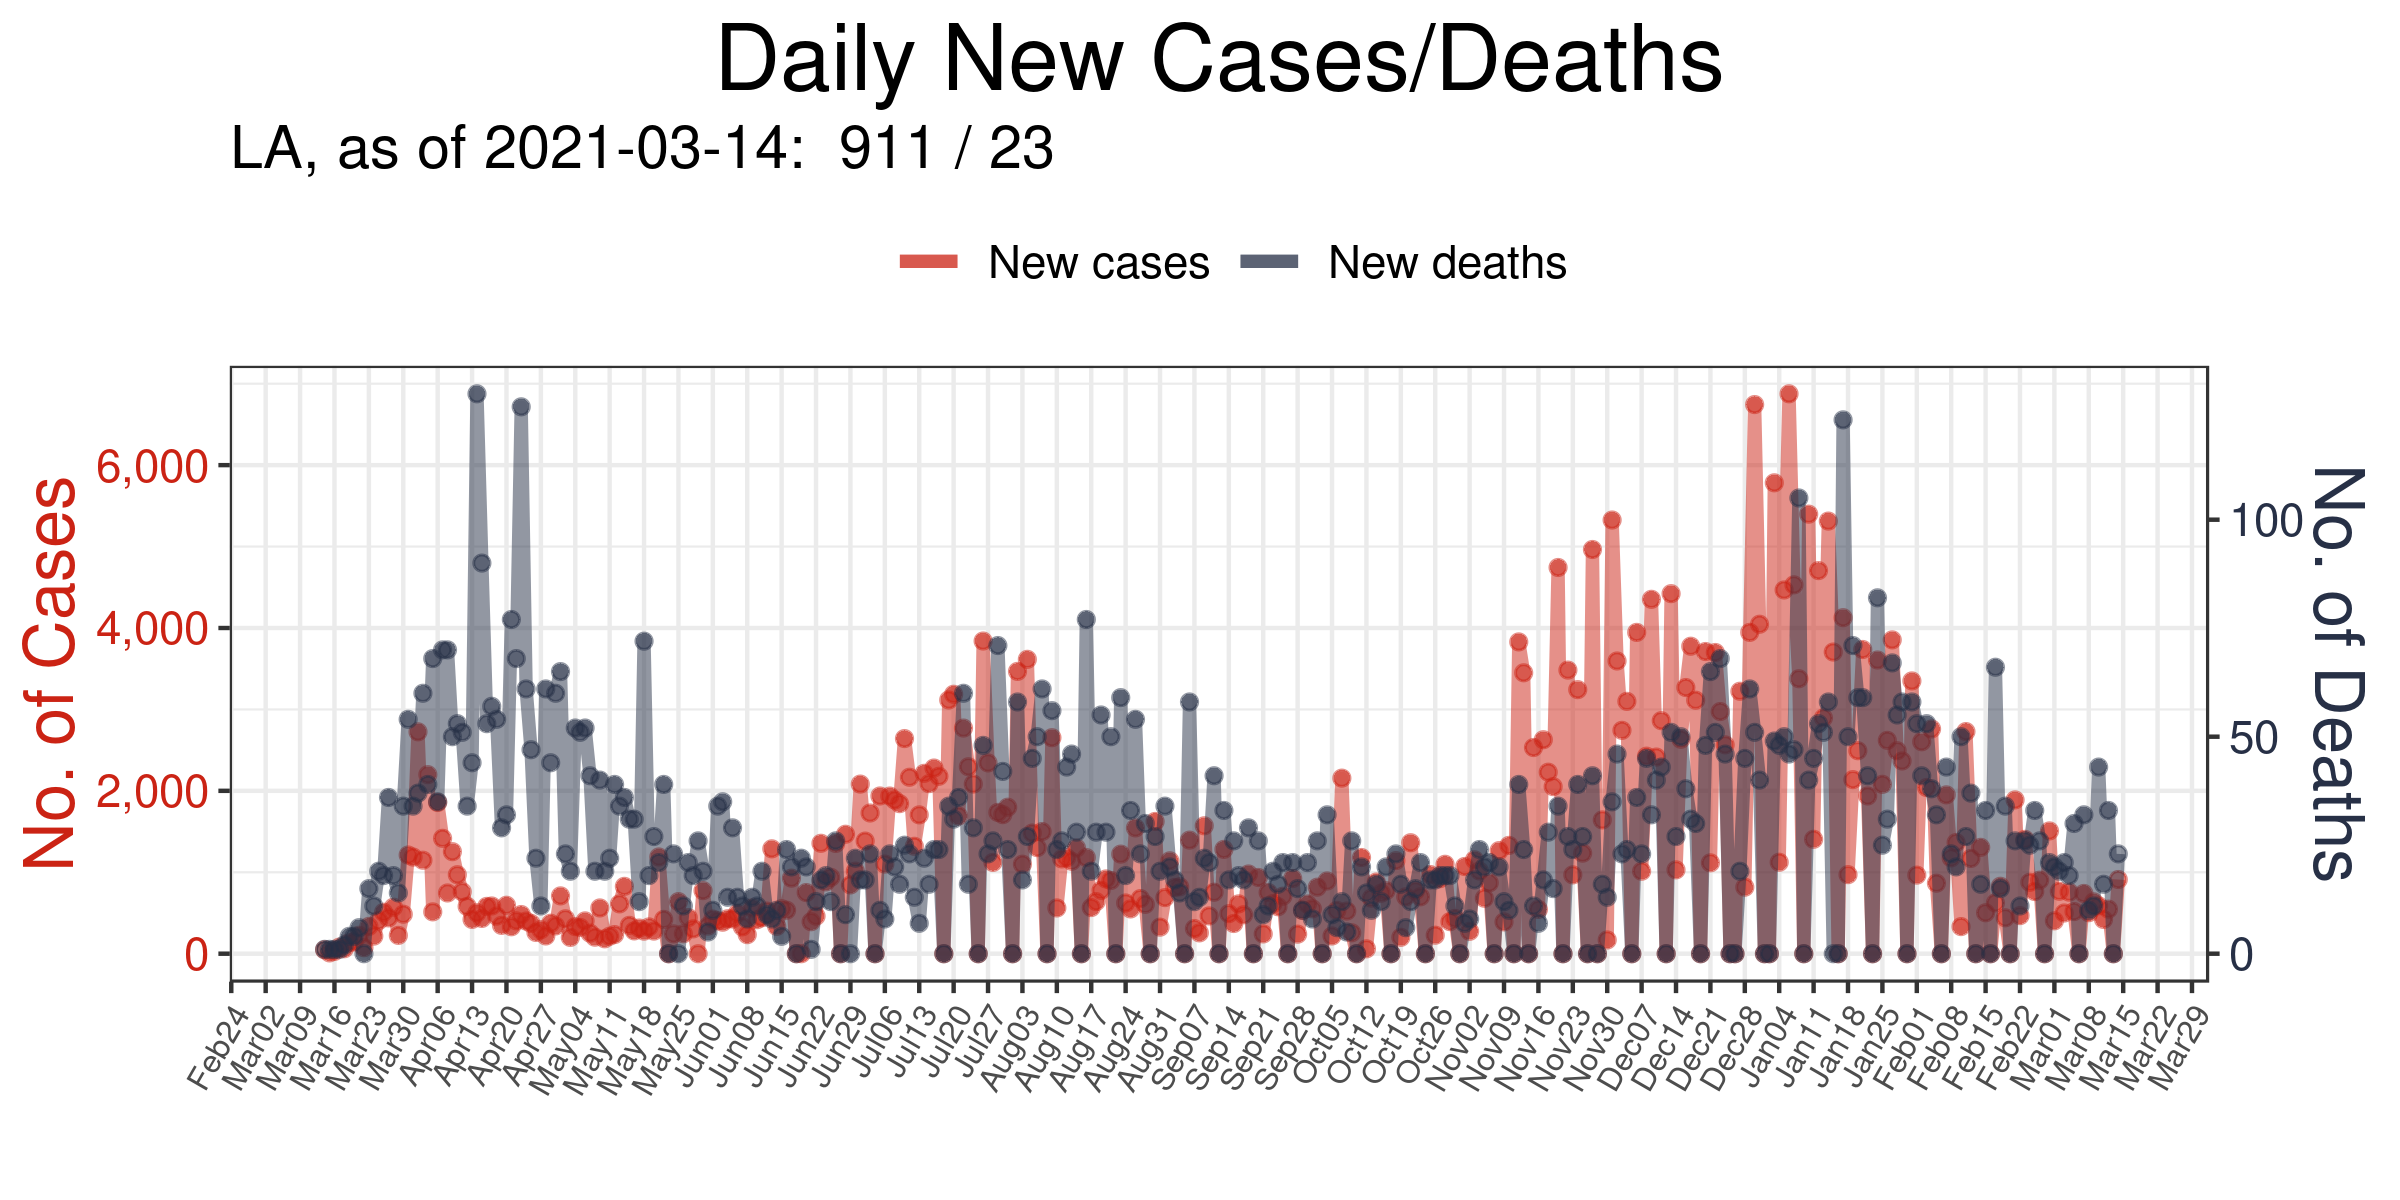 Daily New Cases/Deaths
LA, as of 2021-03-14:  911 / 23
New cases
New deaths
No. of Cases
6,000
4,000
2,000
0
100
50
0
No. of Deaths
Feb24
Mar02
Mar09
Mar16
Mar23
Mar30
Apr06
Apr13
Apr20
Apr27
May04
May11
May18
May25
Jun01
Jun08
Jun15
Jun22
Jun29
Jul06
Jul13
Jul20
Jul27
Aug03
Aug10
Aug17
Aug24
Aug31
Sep07
Sep14
Sep21
Sep28
Oct05
Oct12
Oct19
Oct26
Nov02
Nov09
Nov16
Nov23
Nov30
Dec07
Dec14
Dec21
Dec28
Jan04
Jan11
Jan18
Jan25
Feb01
Feb08
Feb15
Feb22
Mar01
Mar08
Mar15
Mar22
Mar29